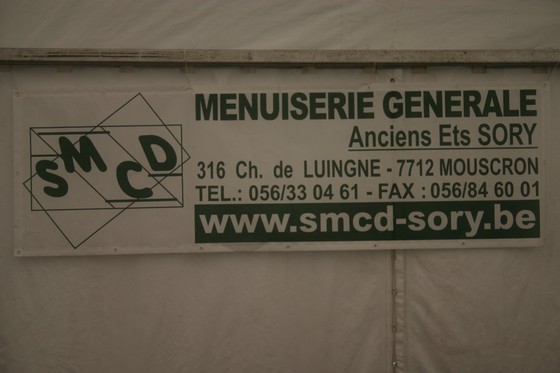 SMCD
MENUISERIE GENERALE
Anciens Ets SORY
316 Ch. de LUINGNE - 7712 MOUSCRON
TEL.: 056/33 04 61 - FAX : 056/84 60 01
www.smcd-sory.be